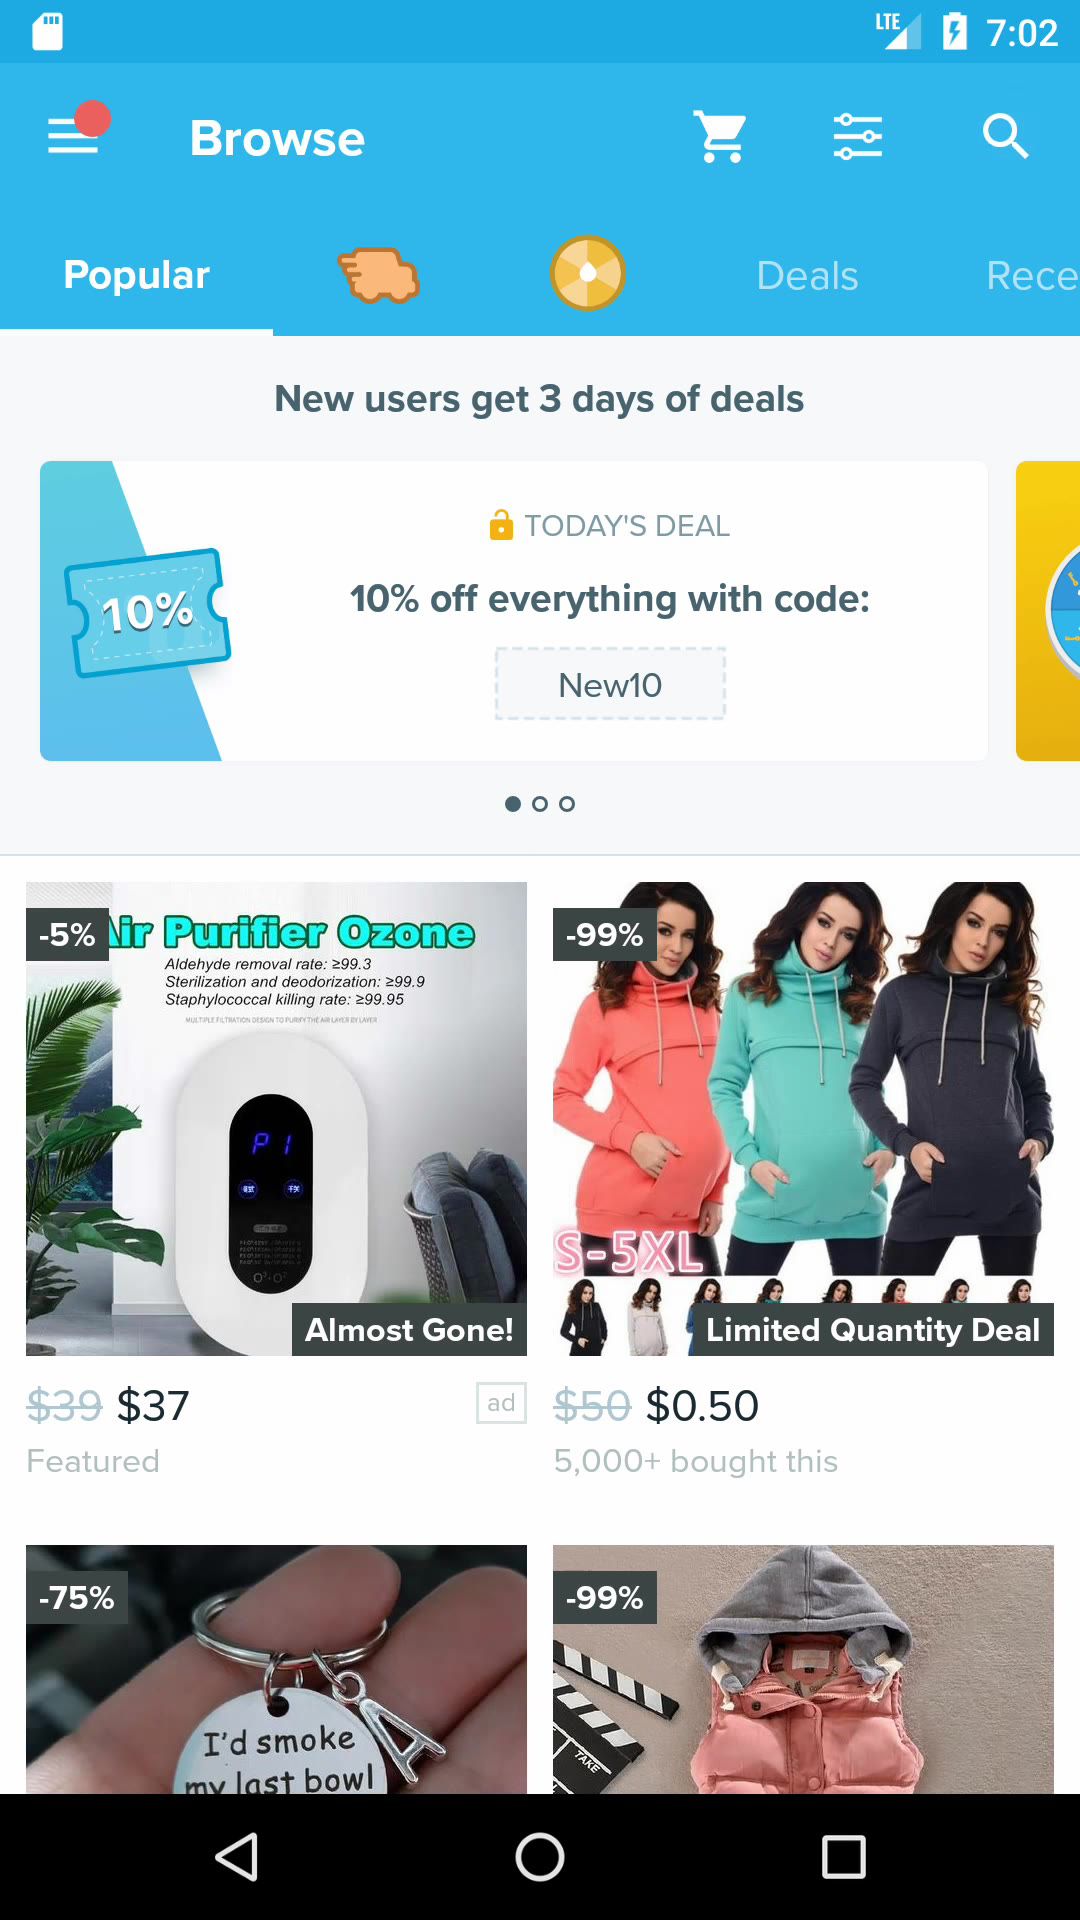 LTE 7:02
Browse
Popular
Deals
Rece
New users get 3 days of deals
TODAY'S DEAL
10%
10% off everything with code:
New10
-5%
Air Purifier Ozone
Aldehyde removal rate: ≥99.3
Sterilization and deodorization: ≥99.9
Staphylococcal killing rate: ≥99.95
MULTIPLE FILTRATION DESIGN TO PURIFY THE AIR LAYER BY LAYER
P1
Almost Gone!
$39 $37
ad
Featured
-99%
S-5XL
Limited Quantity Deal
$50 $0.50
5,000+ bought this
-75%
I'd smoke
my last bowl
A
-99%
TAKE